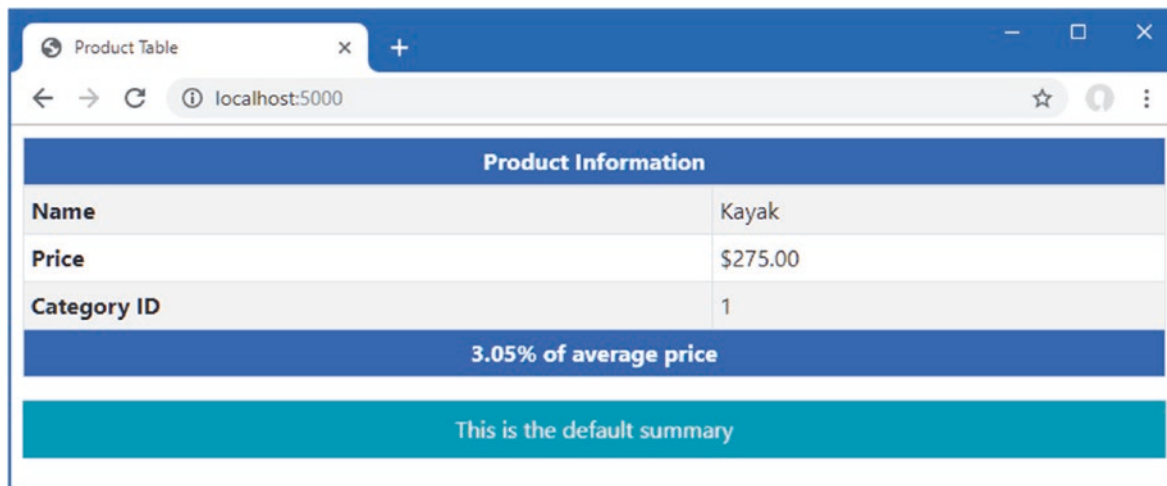 Product Table
localhost:5000
Product Information
Name Kayak
Price $275.00
Category ID 1
3.05% of average price
This is the default summary